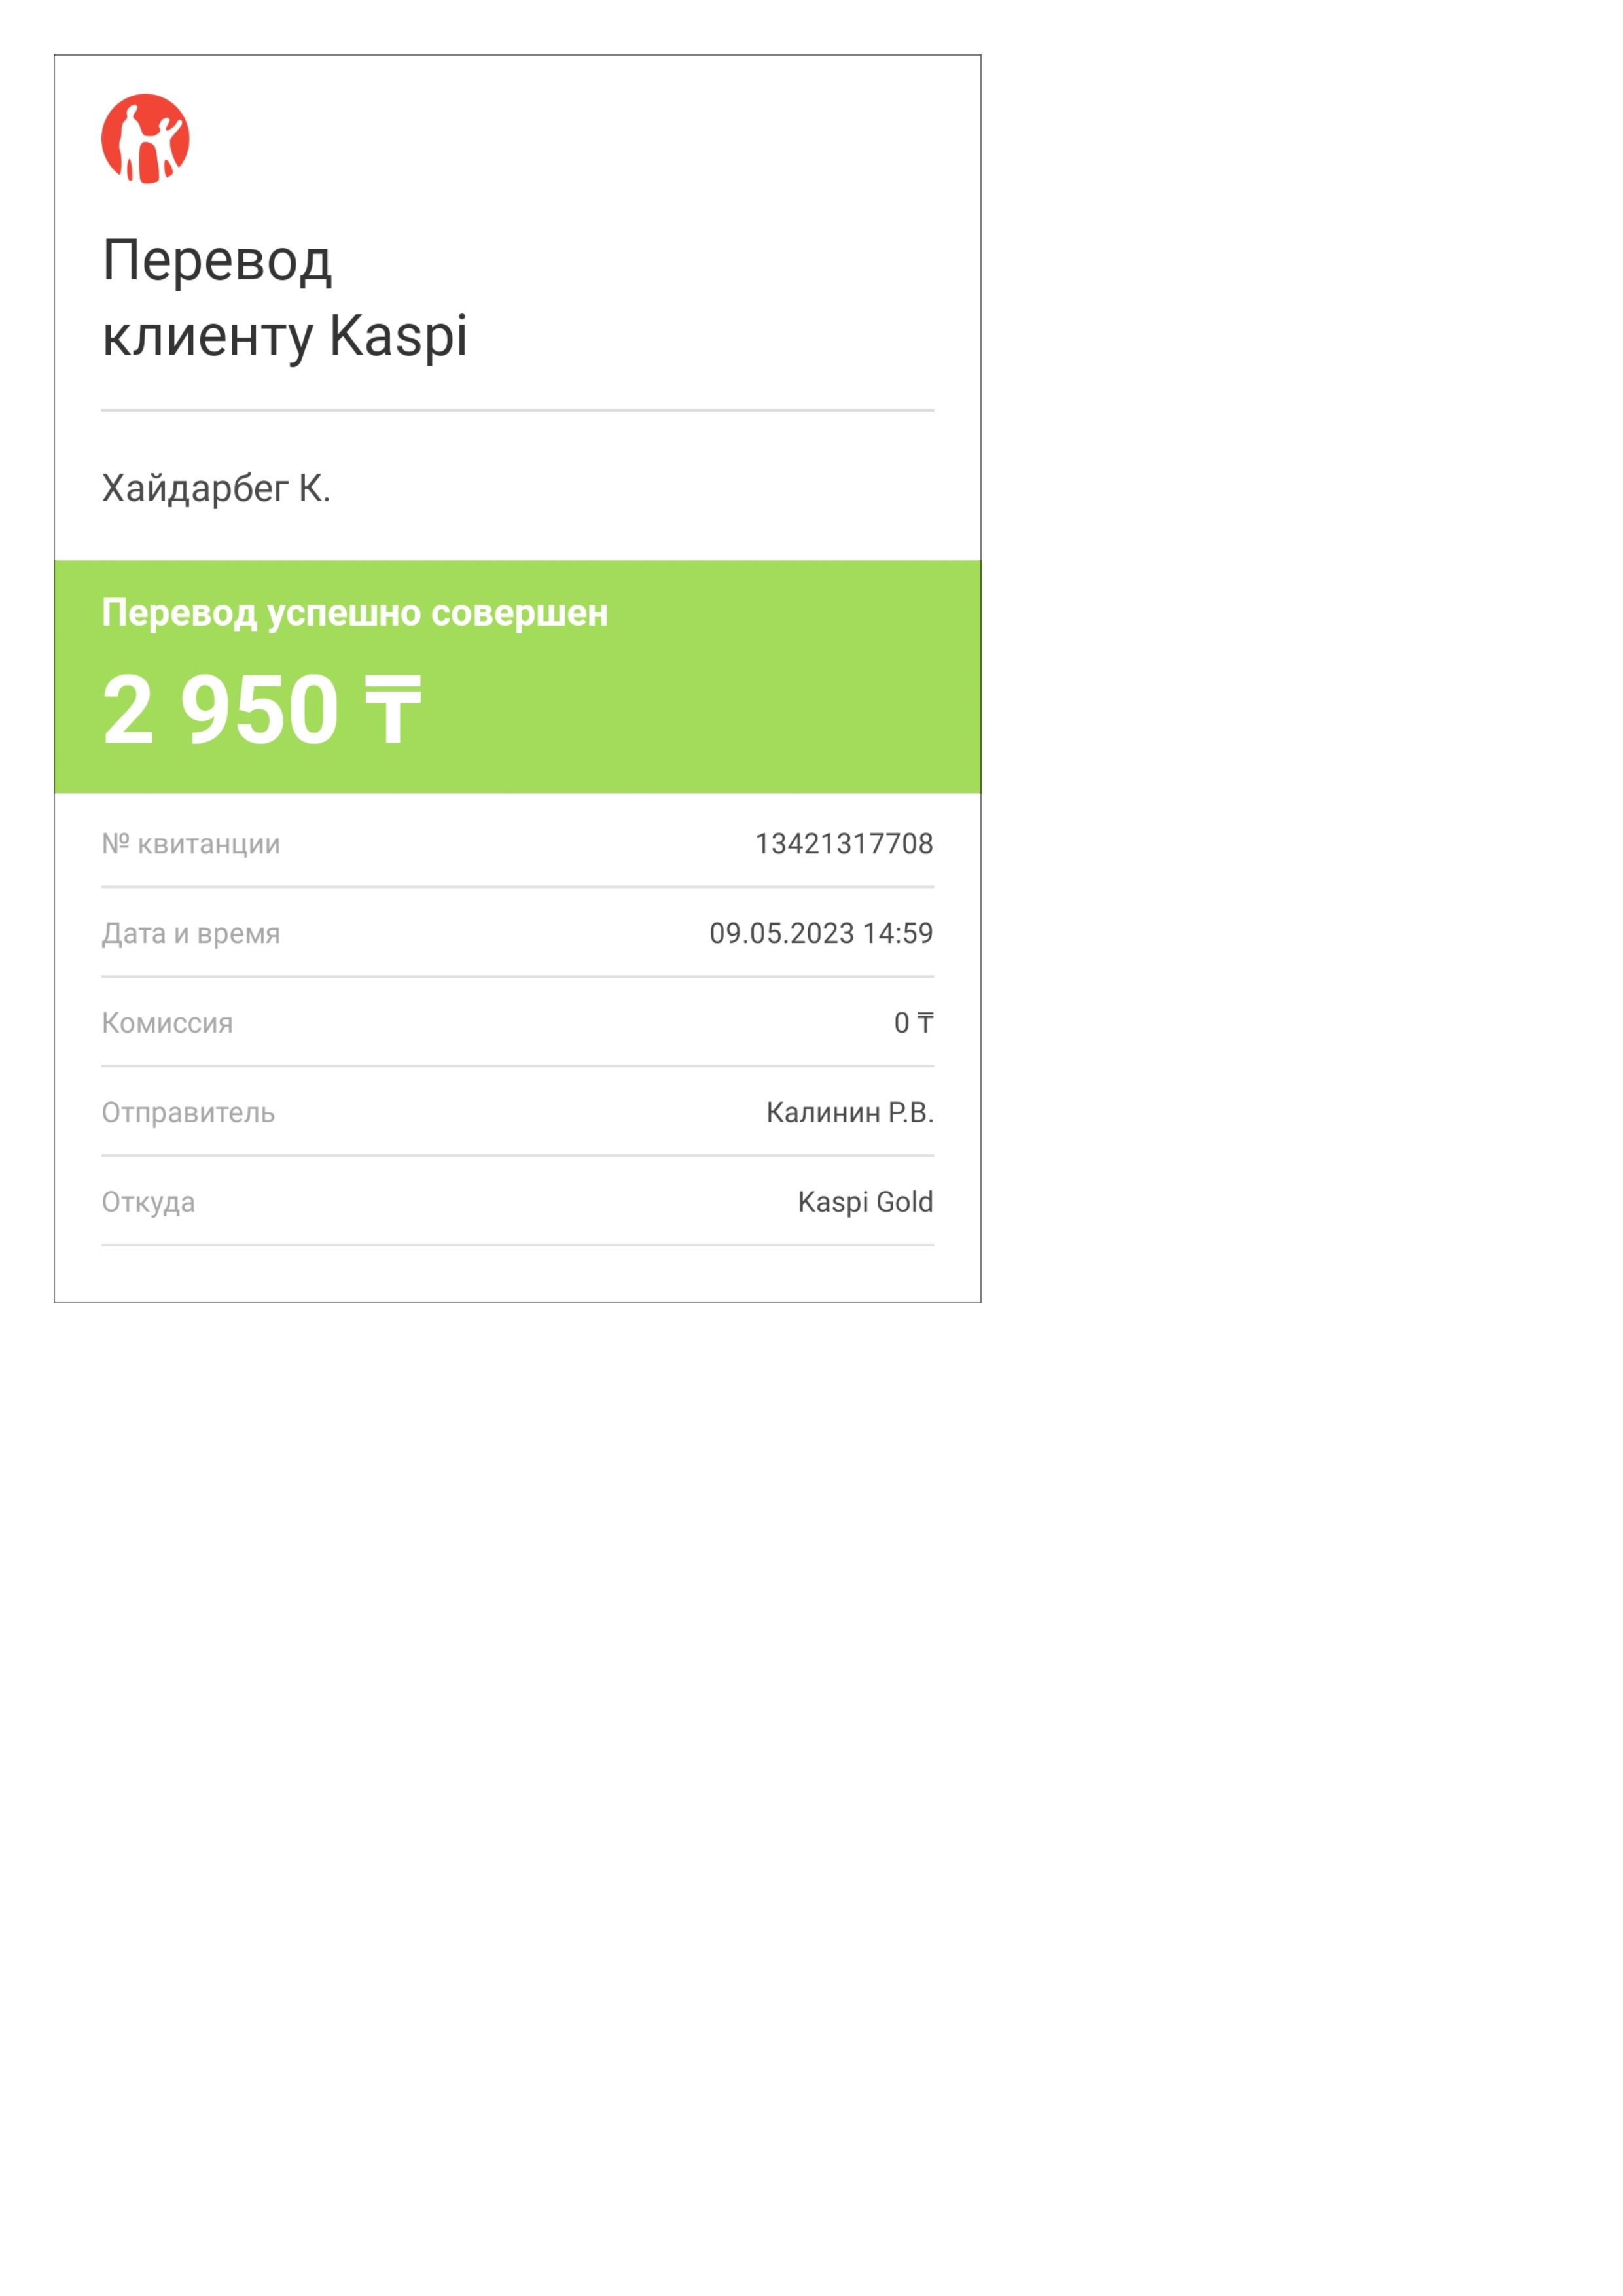 Перевод
клиенту Kaspi
Хайдарбег К.
Перевод успешно совершен
2 950 ₸
№ квитанции 13421317708
Дата и время 09.05.2023 14:59
Комиссия 0 ₸
Отправитель Калинин Р.В.
Откуда Kaspi Gold